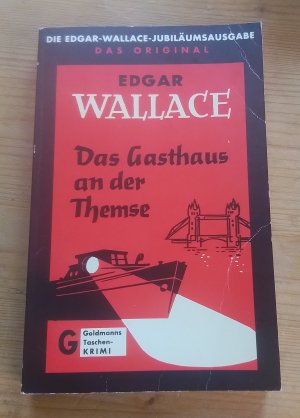 DIE EDGAR-WALLACE-JUBILÄUMSAUSGABE
DAS ORIGINAL
EDGAR
WALLACE
Das Gasthaus
an der
Themse
G
Goldmanns
Taschen-
KRIMI